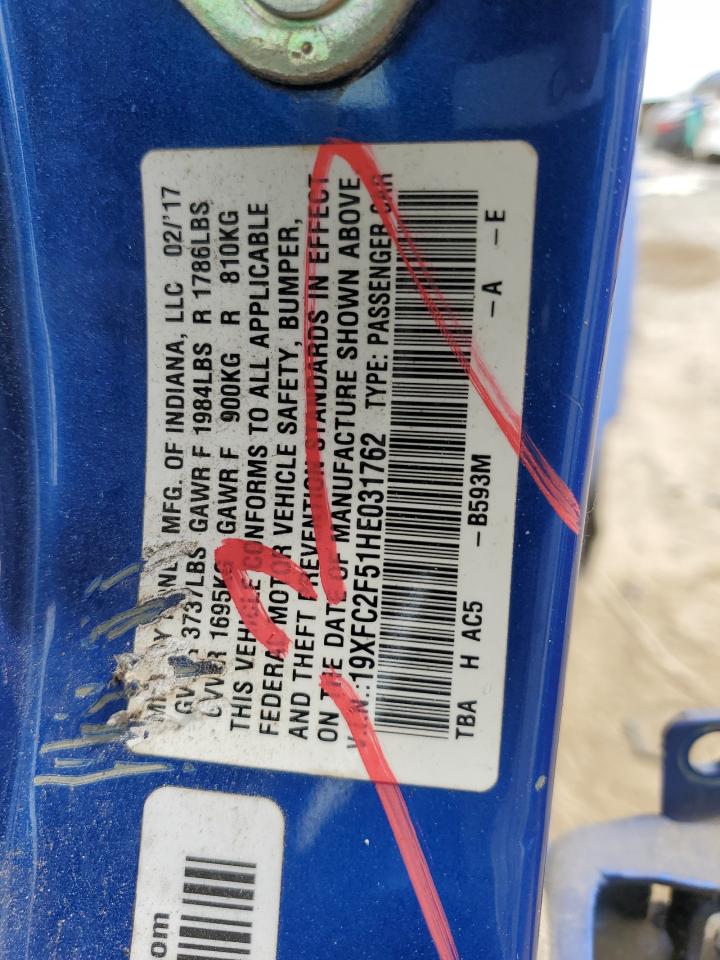 MFG. OF INDIANA, LLC 02/'17
3737LBS GAWR F 1984LBS R 1786LBS
1695KG GAWR F 900KG R 810KG
THIS VEHICLE CONFORMS TO ALL APPLICABLE
FEDERAL MOTOR VEHICLE SAFETY, BUMPER,
AND THEFT PREVENTION STANDARDS IN EFFECT
ON THE DATE OF MANUFACTURE SHOWN ABOVE
V.I.N.:19XFC2F51HE031762 TYPE: PASSENGER CAR
-B593M -A -E
TBA H AC5
om